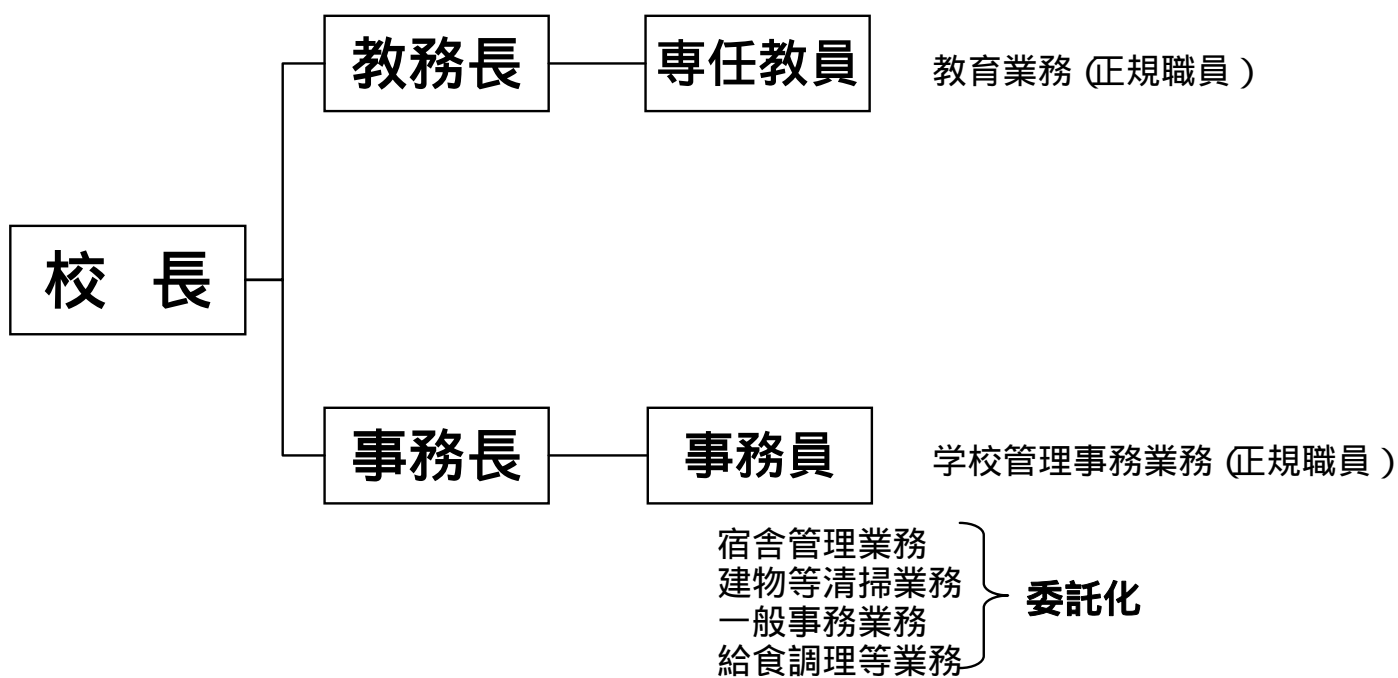 教務長
専任教員
教育業務(正規職員)
校 長
事務長
事務員
学校管理事務業務(正規職員)
宿舎管理業務
建物等清掃業務
一般事務業務
給食調理等業務
委託化